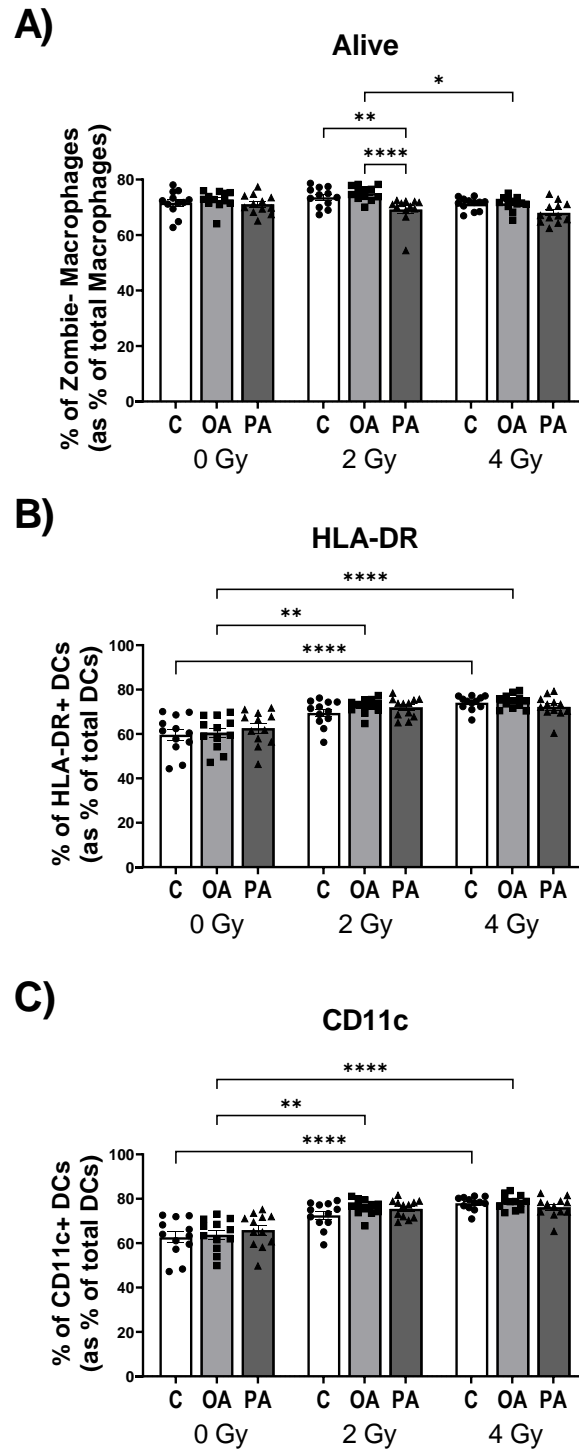 A)
Alive
*
**
****
% of Zombie- Macrophages
(as % of total Macrophages)
80
60
40
20
0
C OA PA C OA PA C OA PA
0 Gy 2 Gy 4 Gy
B)
HLA-DR
****
**
****
% of HLA-DR+ DCs
(as % of total DCs)
100
80
60
40
20
0
C OA PA C OA PA C OA PA
0 Gy 2 Gy 4 Gy
C)
CD11c
****
**
****
% of CD11c+ DCs
(as % of total DCs)
100
80
60
40
20
0
C OA PA C OA PA C OA PA
0 Gy 2 Gy 4 Gy